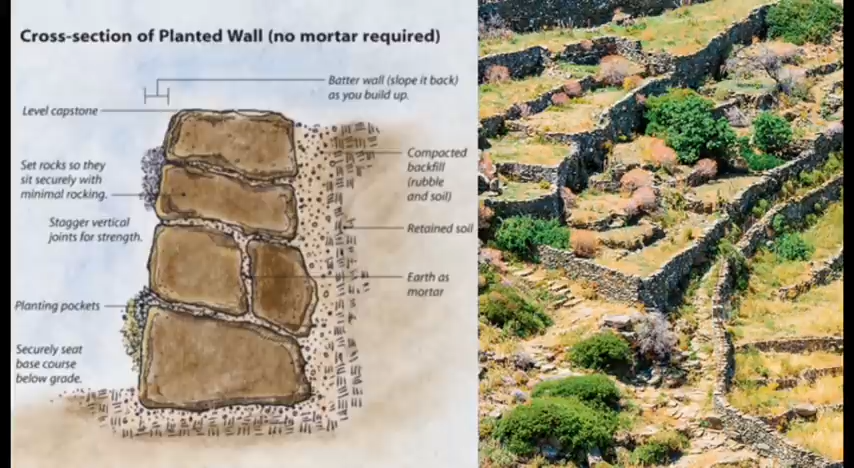 Cross-section of Planted Wall (no mortar required)
Batter wall (slope it back)
as you build up.
Level capstone
Set rocks so they
sit securely with
minimal rocking.
Compacted
backfill
(rubble
and soil)
Stagger vertical
joints for strength.
Retained soil
Earth as
mortar
Planting pockets
Securely seat
base course
below grade.